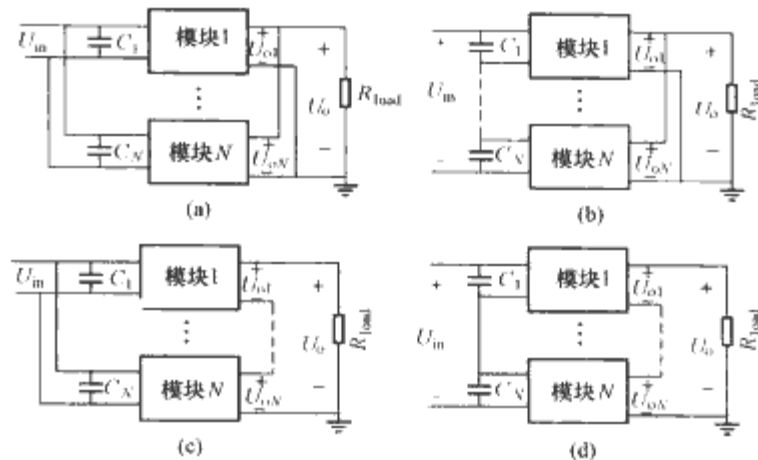 U_in C_1 模块1 U_o1 + U_o R_load
⋮
C_N 模块N U_oN −
(a)
+ C_1 模块1 U_o1 + U_in U_o R_load
⋮
− C_N 模块N U_oN −
(b)
U_in C_1 模块1 U_o1 + U_o R_load
⋮
C_N 模块N U_oN −
(c)
+ C_1 模块1 U_o1 + U_in U_o R_load
⋮
− C_N 模块N U_oN −
(d)